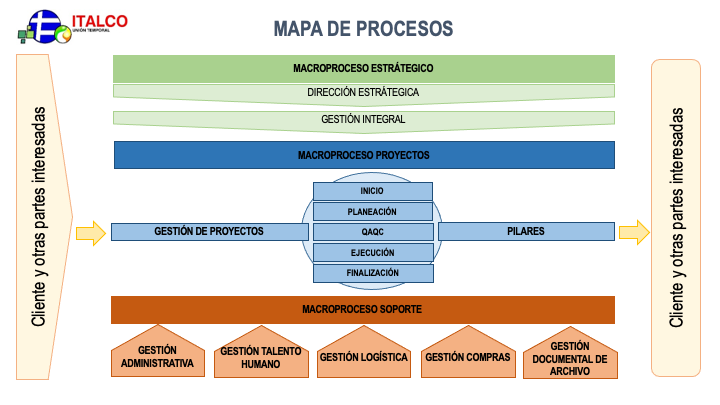 ITALCO
UNIÓN TEMPORAL
MAPA DE PROCESOS
Cliente y otras partes interesadas
MACROPROCESO ESTRÁTEGICO
DIRECCIÓN ESTRÁTEGICA
GESTIÓN INTEGRAL
MACROPROCESO PROYECTOS
GESTIÓN DE PROYECTOS
INICIO
PLANEACIÓN
QAQC
EJECUCIÓN
FINALIZACIÓN
PILARES
MACROPROCESO SOPORTE
GESTIÓN
ADMINISTRATIVA
GESTIÓN TALENTO
HUMANO
GESTIÓN LOGÍSTICA
GESTIÓN COMPRAS
GESTIÓN
DOCUMENTAL DE
ARCHIVO
Cliente y otras partes interesadas